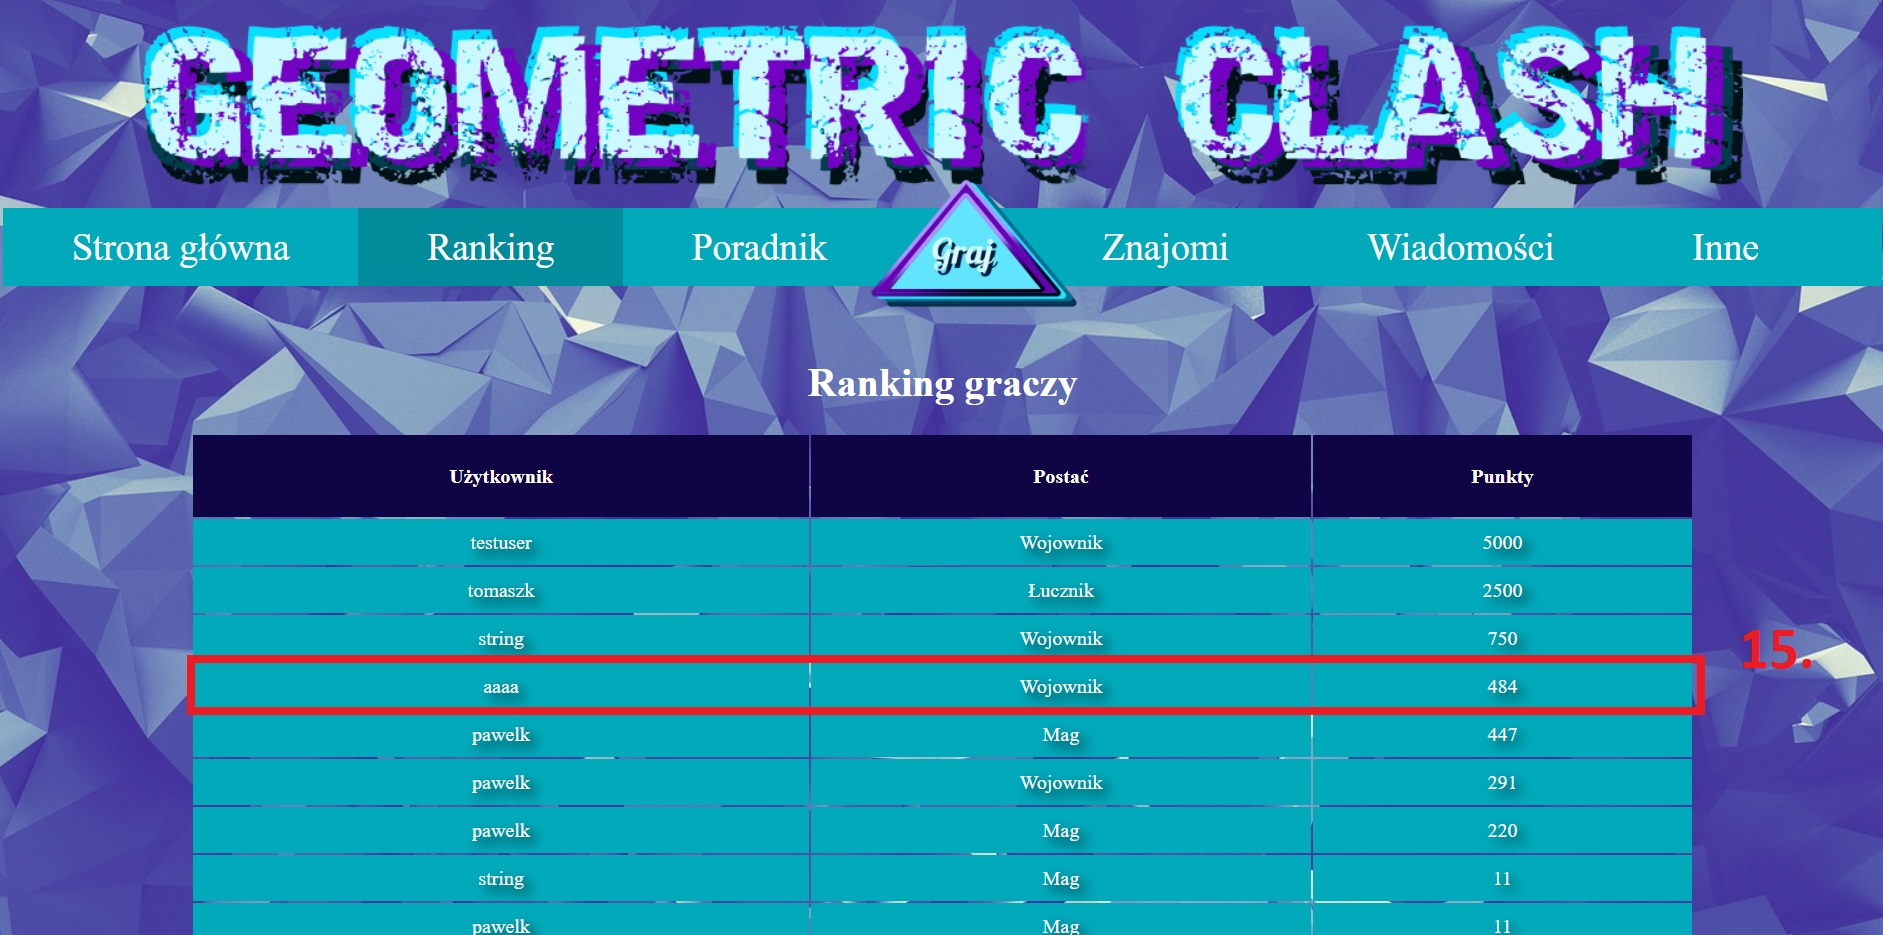 GEOMETRIC CLASH
Strona główna Ranking Poradnik Graj Znajomi Wiadomości Inne
Ranking graczy
Użytkownik Postać Punkty
testuser Wojownik 5000
tomaszk Łucznik 2500
string Wojownik 750
15.
aaaa Wojownik 484
pawelk Mag 447
pawelk Wojownik 291
pawelk Mag 220
string Mag 11
pawelk Mag 11